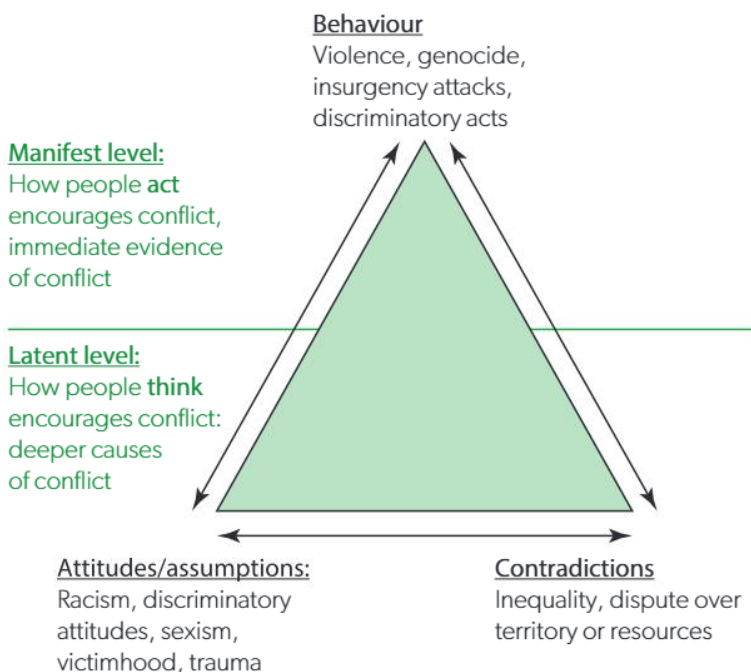 Behaviour
Violence, genocide,
insurgency attacks,
discriminatory acts
Manifest level:
How people act
encourages conflict,
immediate evidence
of conflict
Latent level:
How people think
encourages conflict:
deeper causes
of conflict
Attitudes/assumptions:
Racism, discriminatory
attitudes, sexism,
victimhood, trauma
Contradictions
Inequality, dispute over
territory or resources